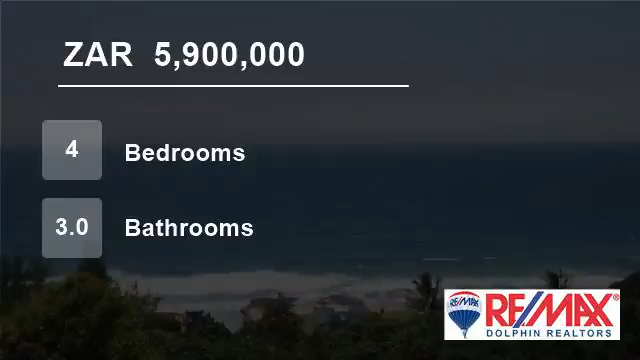 ZAR 5,900,000
4 Bedrooms
3.0 Bathrooms
RE/MAX
RE/MAX®
DOLPHIN REALTORS